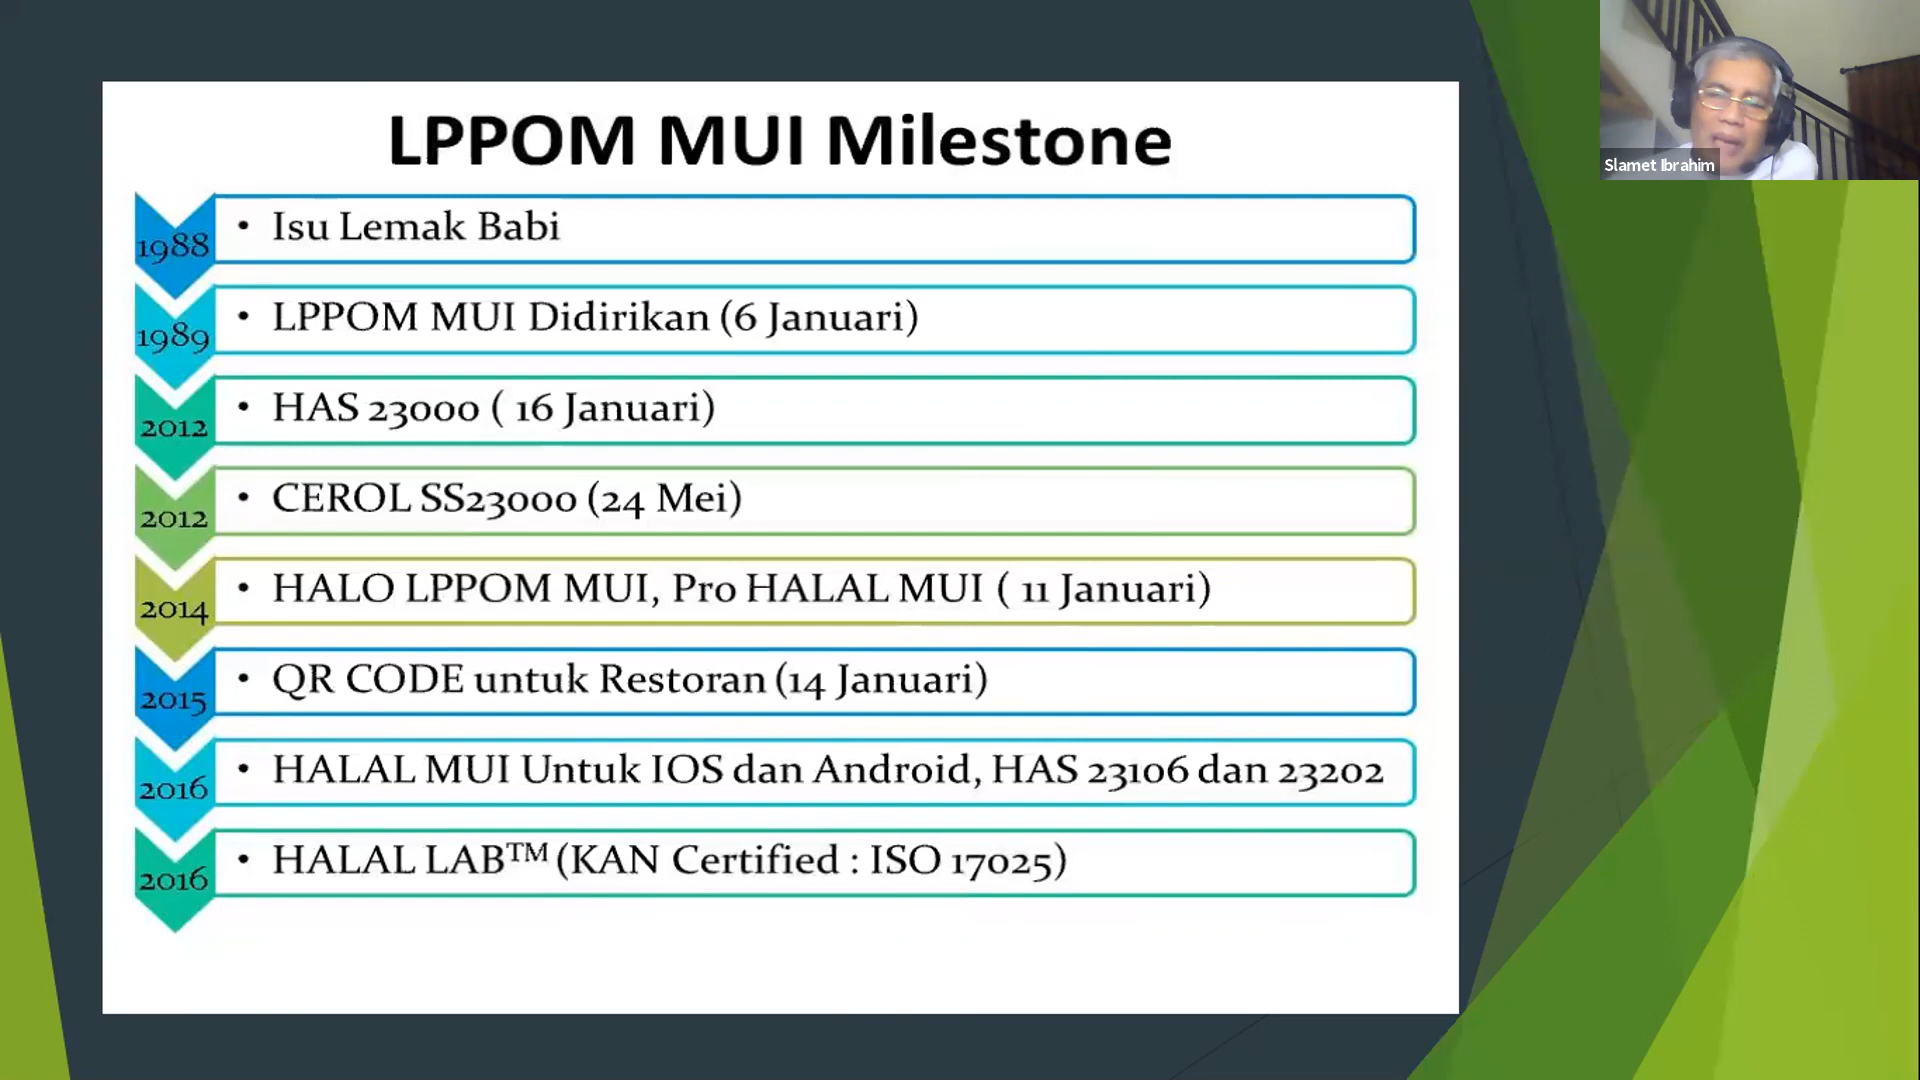 LPPOM MUI Milestone
1988
• Isu Lemak Babi
1989
• LPPOM MUI Didirikan (6 Januari)
2012
• HAS 23000 ( 16 Januari)
2012
• CEROL SS23000 (24 Mei)
2014
• HALO LPPOM MUI, Pro HALAL MUI ( 11 Januari)
2015
• QR CODE untuk Restoran (14 Januari)
2016
• HALAL MUI Untuk IOS dan Android, HAS 23106 dan 23202
2016
• HALAL LAB™ (KAN Certified : ISO 17025)
Slamet Ibrahim